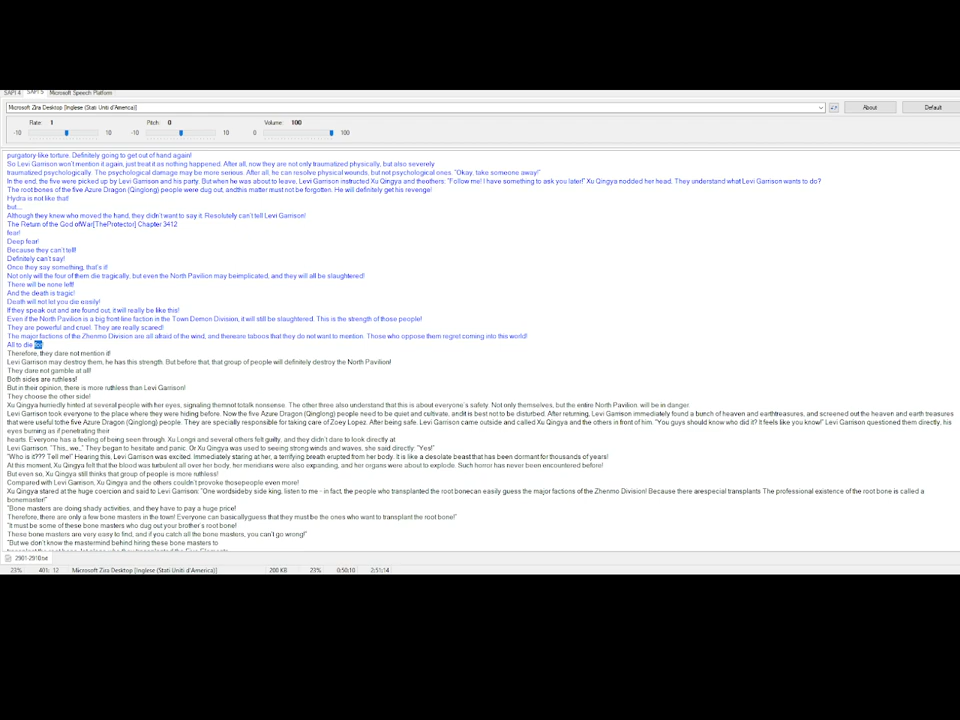 SAPI 4 SAPI 5 Microsoft Speech Platform
Microsoft Zira Desktop [Inglese (Stati Uniti d'America)] About Default
Rate: 1 Pitch: 0 Volume: 100
-10 10 -10 10 0 100
purgatory-like torture. Definitely going to get out of hand again!
So Levi Garrison won't mention it again, just treat it as nothing happened. After all, now they are not only traumatized physically, but also severely
traumatized psychologically. The psychological damage may be more serious. After all, he can resolve physical wounds, but not psychological ones. "Okay, take someone away!"
In the end, the five were picked up by Levi Garrison and his party. But when he was about to leave, Levi Garrison instructed Xu Qingya and theothers. "Follow me! I have something to ask you later!" Xu Qingya nodded her head. They understand what Levi Garrison wants to do?
The root bones of the five Azure Dragon (Qinglong) people were dug out, andthis matter must not be forgotten. He will definitely get his revenge!
Hydra is not like that!
but...
Although they knew who moved the hand, they didn't want to say it. Resolutely can't tell Levi Garrison!
The Return of the God ofWar[TheProtector] Chapter 3412
fear!
Deep fear!
Because they can't tell!
Definitely can't say!
Once they say something, that's it!
Not only will the four of them die tragically, but even the North Pavilion may beimplicated, and they will all be slaughtered!
There will be none left!
And the death is tragic!
Death will not let you die easily!
If they speak out and are found out, it will really be like this!
Even if the North Pavilion is a big front line faction in the Town Demon Division, it will still be slaughtered. This is the strength of those people!
They are powerful and cruel. They are really scared!
The major factions of the Zhenmo Division are all afraid of the wind, and thereare taboos that they do not want to mention. Those who oppose them regret coming into this world!
All to die for!
Therefore, they dare not mention it!
Levi Garrison may destroy them, he has this strength. But before that, that group of people will definitely destroy the North Pavilion!
They dare not gamble at all!
Both sides are ruthless!
But in their opinion, there is more ruthless than Levi Garrison!
They choose the other side!
Xu Qingya hurriedly hinted at several people with her eyes, signaling themnot totalk nonsense. The other three also understand that this is about everyone's safety. Not only themselves, but the entire North Pavilion. will be in danger.
Levi Garrison took everyone to the place where they were hiding before. Now the five Azure Dragon (Qinglong) people need to be quiet and cultivate, andit is best not to be disturbed. After returning, Levi Garrison immediately found a bunch of heaven and earthtreasures, and screened out the heaven and earth treasures
that were useful tothe five Azure Dragon (Qinglong) people. They are specially responsible for taking care of Zoey Lopez. After being safe. Levi Garrison came outside and called Xu Qingya and the others in front of him. "You guys should know who did it? It feels like you know!" Levi Garrison questioned them directly, his
eyes burning as if penetrating their
hearts. Everyone has a feeling of being seen through. Xu Longxi and several others felt guilty, and they didn't dare to look directly at
Levi Garrison. "This,, we,," They began to hesitate and panic. Or Xu Qingya was used to seeing strong winds and waves, she said directly: "Yes!"
"Who is it??? Tell me!" Hearing this, Levi Garrison was excited. Immediately staring at her, a terrifying breath erupted from her body. It is like a desolate beast that has been dormant for thousands of years!
At this moment, Xu Qingya felt that the blood was turbulent all over her body, her meridians were also expanding, and her organs were about to explode. Such horror has never been encountered before!
But even so, Xu Qingya still thinks that group of people is more ruthless!
Compared with Levi Garrison, Xu Qingya and the others couldn't provoke thosepeople even more!
Xu Qingya stared at the huge coercion and said to Levi Garrison: "One wordsideby side king, listen to me - in fact, the people who transplanted the root bonecan easily guess the major factions of the Zhenmo Division! Because there arespecial transplants The professional existence of the root bone is called a
bonemaster!"
"Bone masters are doing shady activities, and they have to pay a huge price!
Therefore, there are only a few bone masters in the town! Everyone can basicallyguess that they must be the ones who want to transplant the root bone!"
"It must be some of these bone masters who dug out your brother's root bone!
These bone masters are very easy to find, and if you catch all the bone masters, you can't go wrong!"
"But we don't know the mastermind behind hiring these bone masters to
2901-2910.txt
23% 401: 12 Microsoft Zira Desktop [Inglese (Stati Uniti d'America)] 200 KB 23% 0:50:10 2:51:14